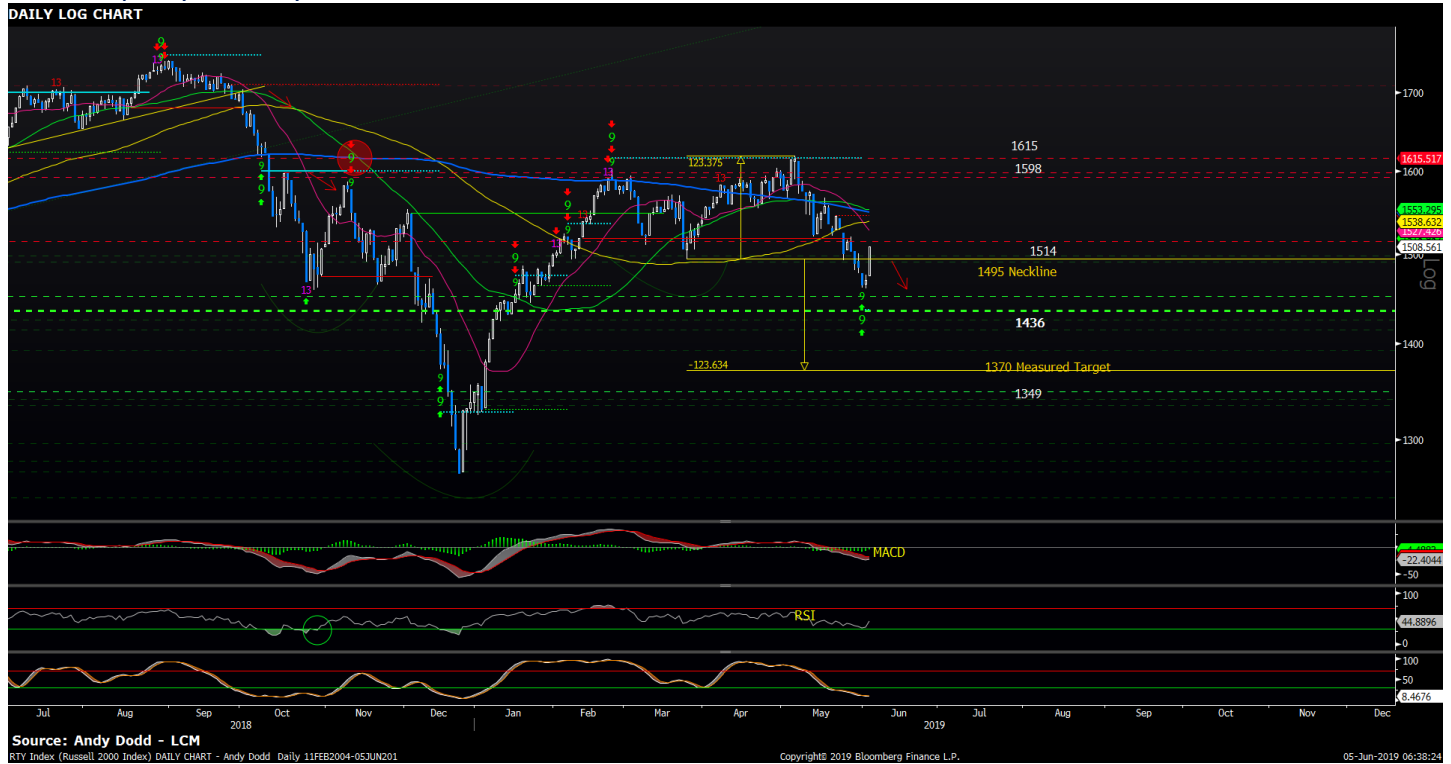 DAILY LOG CHART
1700
1615
1615.517
123.375
1598
1600
1553.295
1538.632
1527.426
1514
1508.561
1500
1495 Neckline
Log
1436
1400
-123.634
1370 Measured Target
1349
1300
MACD
-22.4044
-50
100
RSI
44.8896
0
100
50
8.4676
Jul Aug Sep Oct Nov Dec Jan Feb Mar Apr May Jun Jul Aug Sep Oct Nov Dec
2018 2019
Source: Andy Dodd - LCM
RTY Index (Russell 2000 Index) DAILY CHART - Andy Dodd Daily 11FEB2004-05JUN201 Copyright© 2019 Bloomberg Finance L.P. 05-Jun-2019 06:38:24